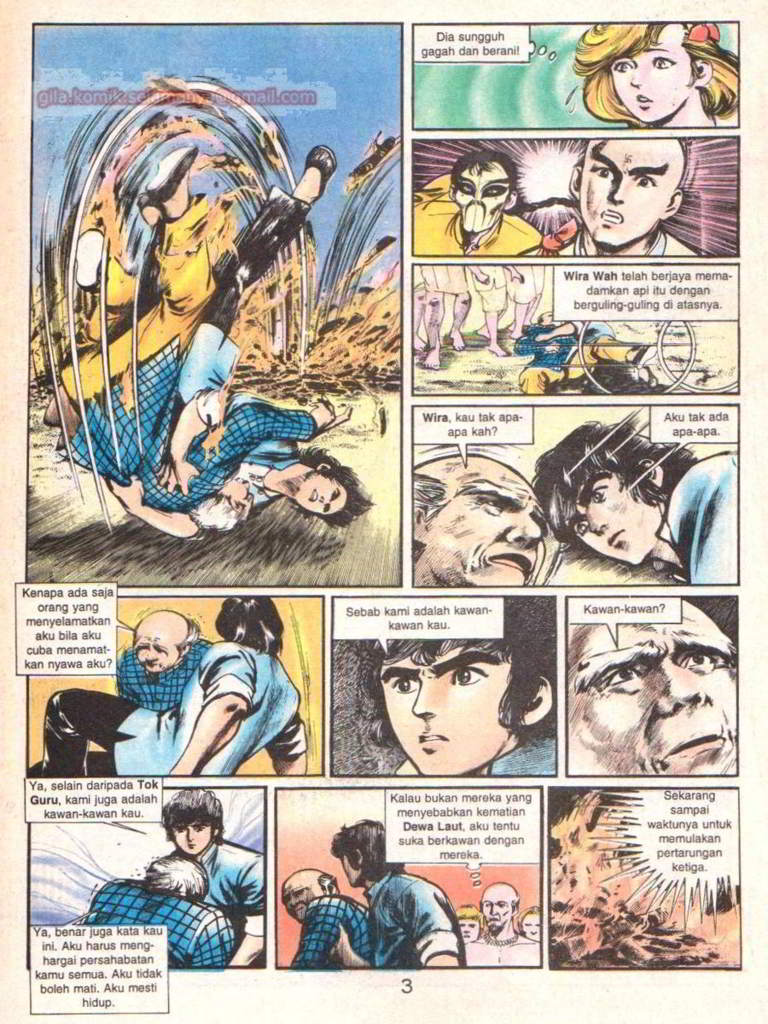 gila.komik.
Dia sungguh
gagah dan berani!
Wira Wah telah berjaya mema-
damkan api itu dengan
berguling-guling di atasnya.
Wira, kau tak apa-
apa kah?
Aku tak ada
apa-apa.
Kenapa ada saja
orang yang
menyelamatkan
aku bila aku
cuba menamat-
kan nyawa aku?
Sebab kami adalah kawan-
kawan kau.
Kawan-kawan?
Ya, selain daripada Tok
Guru, kami juga adalah
kawan-kawan kau.
Ya, benar juga kata kau
ini. Aku harus meng-
hargai persahabatan
kamu semua. Aku tidak
boleh mati. Aku mesti
hidup.
Kalau bukan mereka yang
menyebabkan kematian
Dewa Laut, aku tentu
suka berkawan dengan
mereka.
Sekarang
sampai
waktunya untuk
memulakan
pertarungan
ketiga.
3